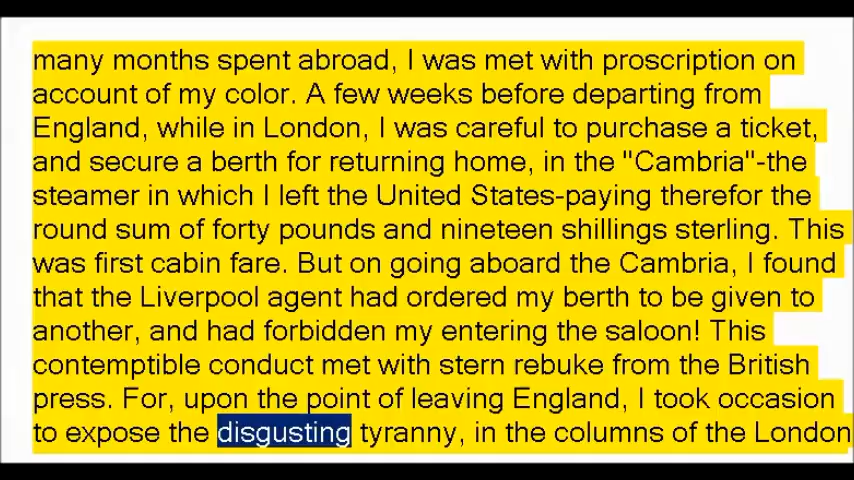 many months spent abroad, I was met with proscription on
account of my color. A few weeks before departing from
England, while in London, I was careful to purchase a ticket,
and secure a berth for returning home, in the "Cambria"-the
steamer in which I left the United States-paying therefor the
round sum of forty pounds and nineteen shillings sterling. This
was first cabin fare. But on going aboard the Cambria, I found
that the Liverpool agent had ordered my berth to be given to
another, and had forbidden my entering the saloon! This
contemptible conduct met with stern rebuke from the British
press. For, upon the point of leaving England, I took occasion
to expose the disgusting tyranny, in the columns of the London